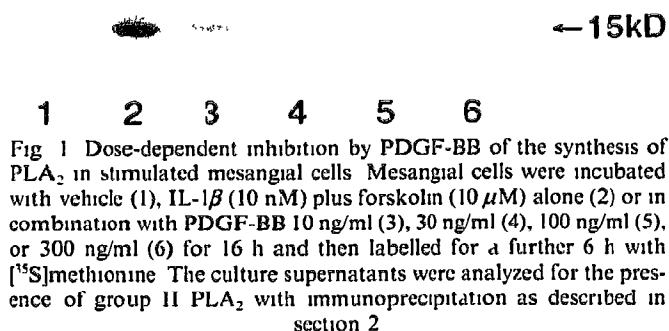 ←15kD
1 2 3 4 5 6
Fig 1 Dose-dependent inhibition by PDGF-BB of the synthesis of
PLA₂ in stimulated mesangial cells Mesangial cells were incubated
with vehicle (1), IL-1β (10 nM) plus forskolin (10 μM) alone (2) or in
combination with PDGF-BB 10 ng/ml (3), 30 ng/ml (4), 100 ng/ml (5),
or 300 ng/ml (6) for 16 h and then labelled for a further 6 h with
[³⁵S]methionine The culture supernatants were analyzed for the pres-
ence of group II PLA₂ with immunoprecipitation as described in
section 2